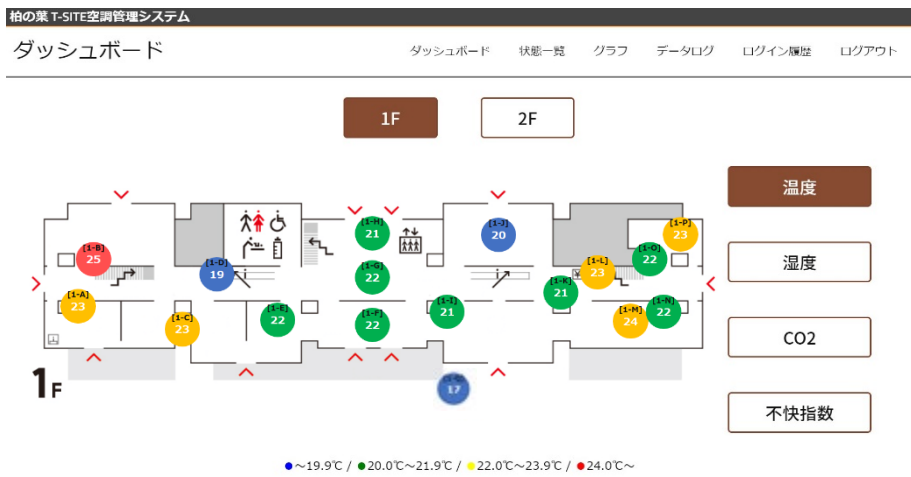 柏の葉 T-SITE空調管理システム
ダッシュボード
ダッシュボード 状態一覧 グラフ データログ ログイン履歴 ログアウト
1F 2F
温度
湿度
CO2
不快指数
[1-A]
23
[1-B]
25
[1-C]
23
[1-D]
19
[1-E]
22
[1-F]
22
[1-G]
22
[1-H]
21
[1-I]
21
[1-J]
20
[1-K]
21
[1-L]
23
[1-M]
24
[1-N]
22
[1-O]
22
[1-P]
23
17
1F
～19.9℃ / 20.0℃～21.9℃ / 22.0℃～23.9℃ / 24.0℃～